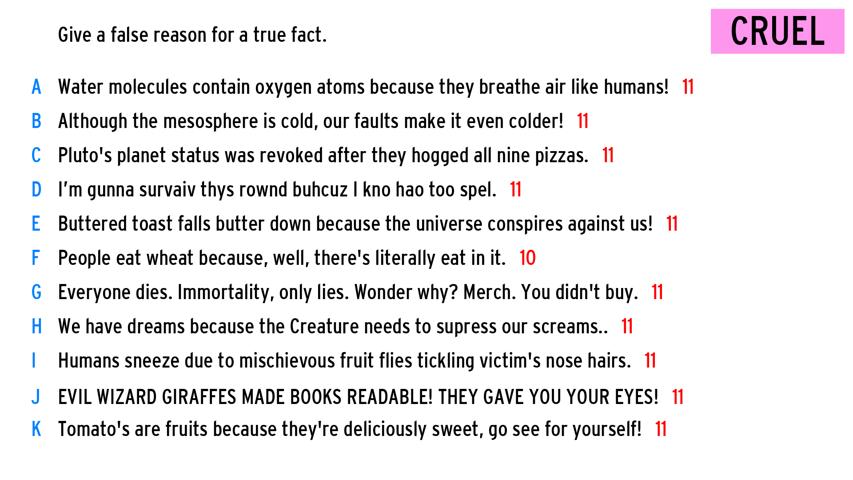 Give a false reason for a true fact.
CRUEL
A Water molecules contain oxygen atoms because they breathe air like humans! 11
B Although the mesosphere is cold, our faults make it even colder! 11
C Pluto's planet status was revoked after they hogged all nine pizzas. 11
D I'm gunna survaiv thys rownd buhcuz I kno hao too spel. 11
E Buttered toast falls butter down because the universe conspires against us! 11
F People eat wheat because, well, there's literally eat in it. 10
G Everyone dies. Immortality, only lies. Wonder why? Merch. You didn't buy. 11
H We have dreams because the Creature needs to supress our screams.. 11
I Humans sneeze due to mischievous fruit flies tickling victim's nose hairs. 11
J EVIL WIZARD GIRAFFES MADE BOOKS READABLE! THEY GAVE YOU YOUR EYES! 11
K Tomato's are fruits because they're deliciously sweet, go see for yourself! 11